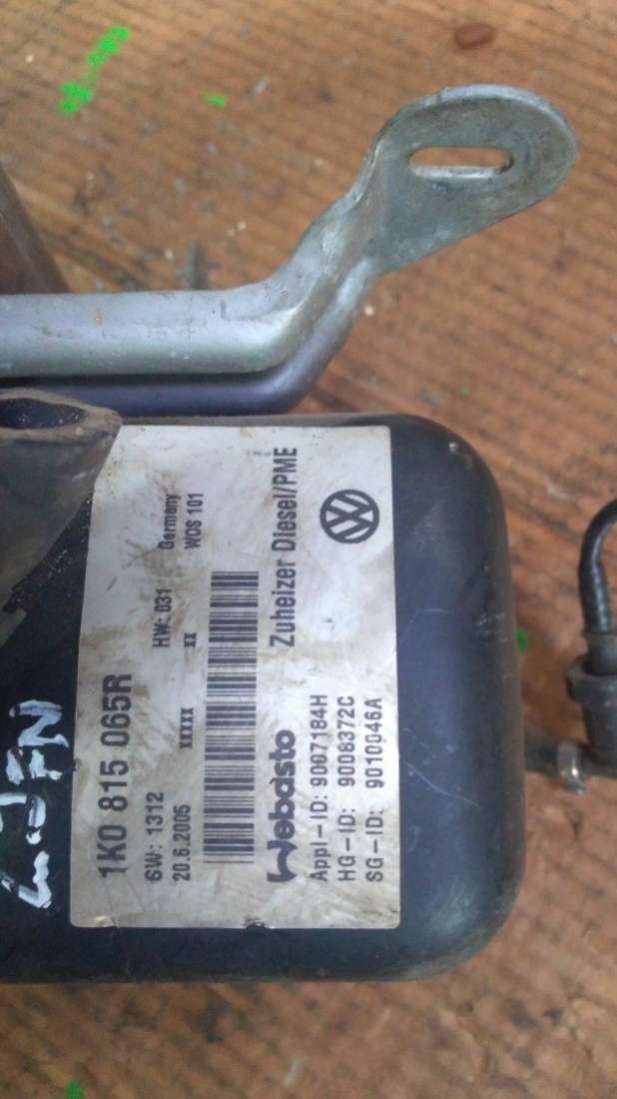 1K0 815 065R
SW: 1312 HW: 031 Germany
20.6.2005 XXXXX XX WOS 101
Webasto Zuheizer Diesel/PME
Appl-ID: 9007184H
HG-ID: 9008372C
SG-ID: 9010046A